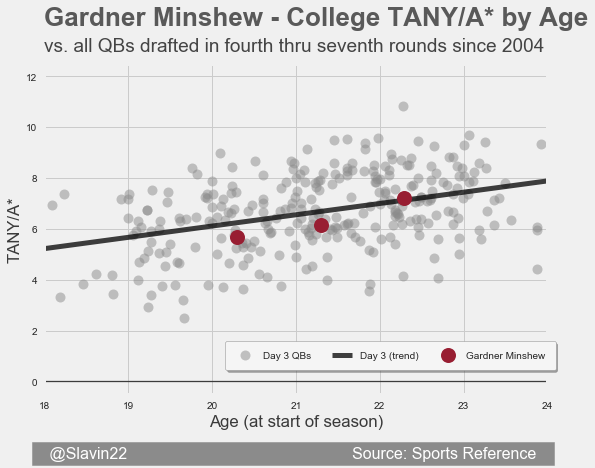 Gardner Minshew - College TANY/A* by Age
vs. all QBs drafted in fourth thru seventh rounds since 2004
12
10
8
6
4
2
0
TANY/A*
Day 3 QBs
Day 3 (trend)
Gardner Minshew
18
19
20
21
22
23
24
Age (at start of season)
@Slavin22
Source: Sports Reference